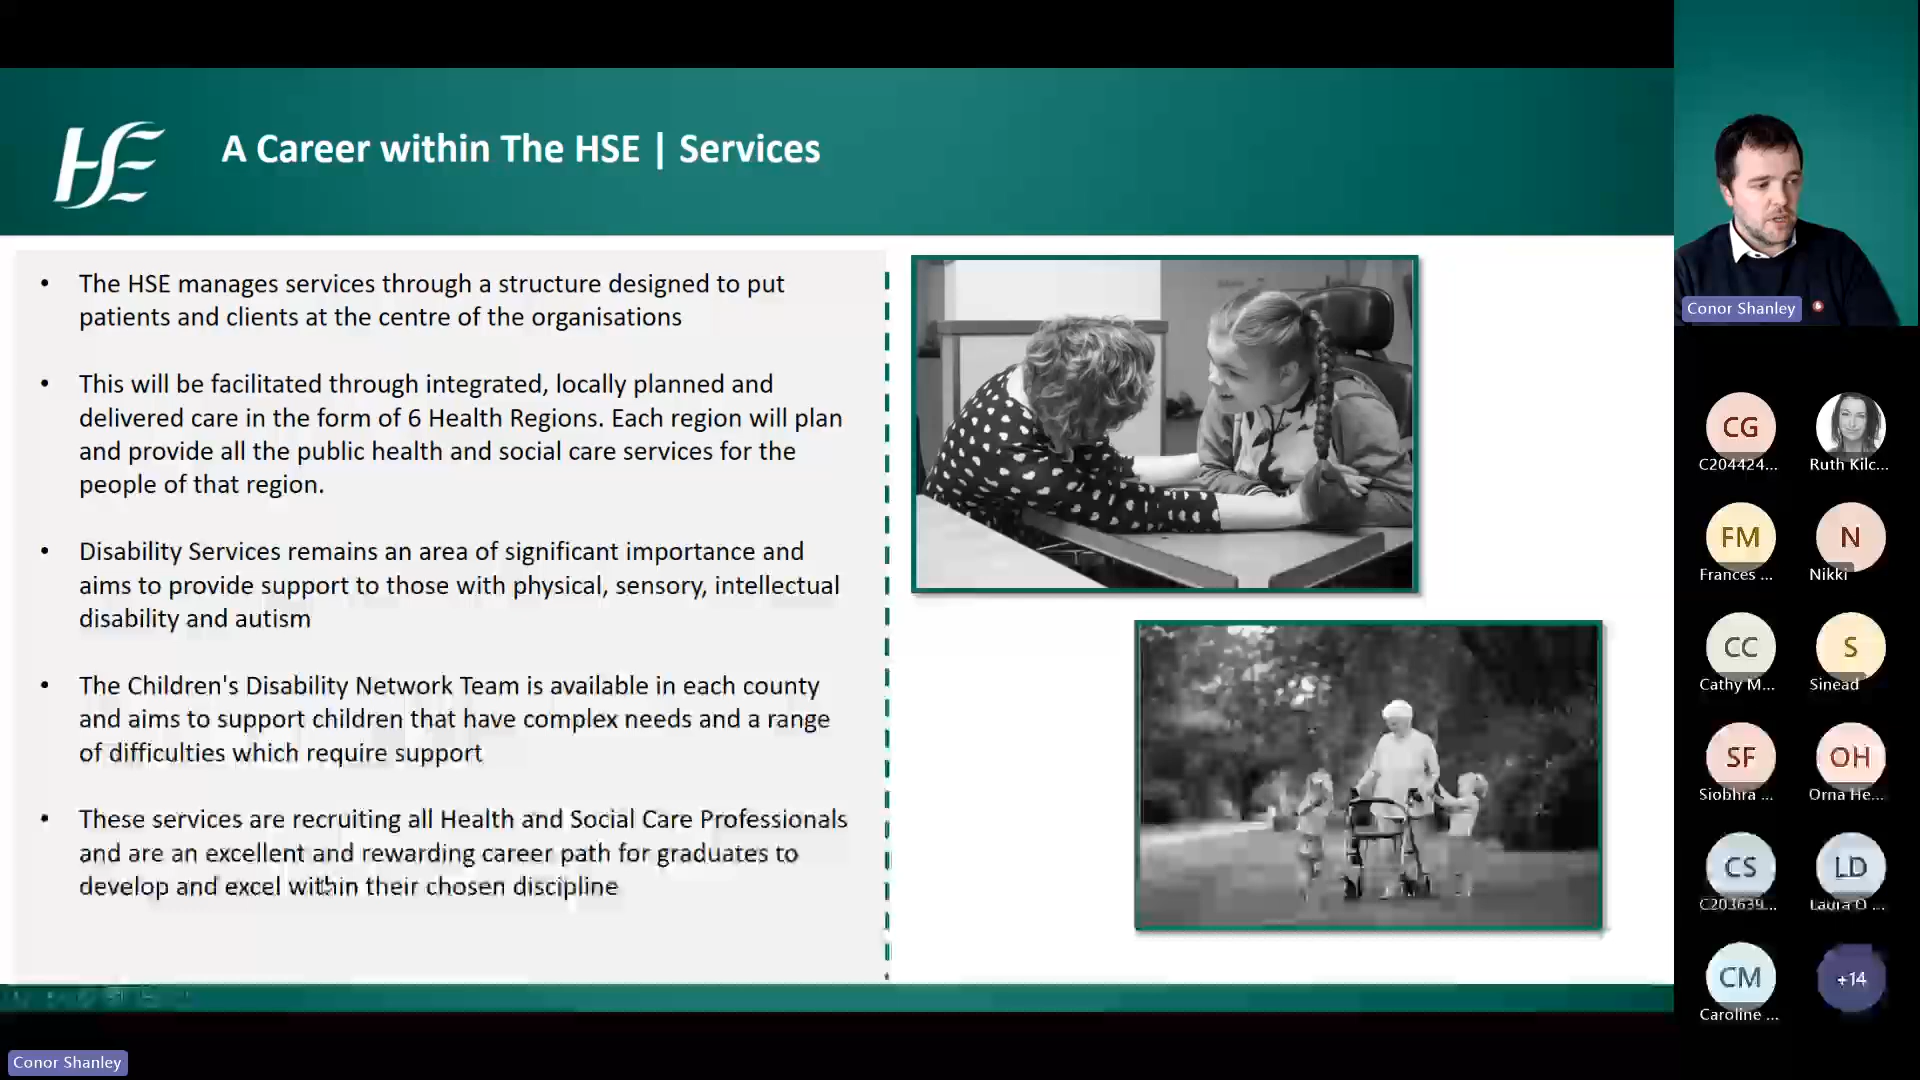 HSE
A Career within The HSE | Services
• The HSE manages services through a structure designed to put
patients and clients at the centre of the organisations
• This will be facilitated through integrated, locally planned and
delivered care in the form of 6 Health Regions. Each region will plan
and provide all the public health and social care services for the
people of that region.
• Disability Services remains an area of significant importance and
aims to provide support to those with physical, sensory, intellectual
disability and autism
• The Children's Disability Network Team is available in each county
and aims to support children that have complex needs and a range
of difficulties which require support
• These services are recruiting all Health and Social Care Professionals
and are an excellent and rewarding career path for graduates to
develop and excel within their chosen discipline
Conor Shanley
CG
C204424...
Ruth Kilc...
FM
Frances ...
N
Nikki
CC
Cathy M...
S
Sinead
SF
Siobhra ...
OH
Orna He...
CS
C203639...
LD
Laura O ...
CM
Caroline ...
+14
Conor Shanley